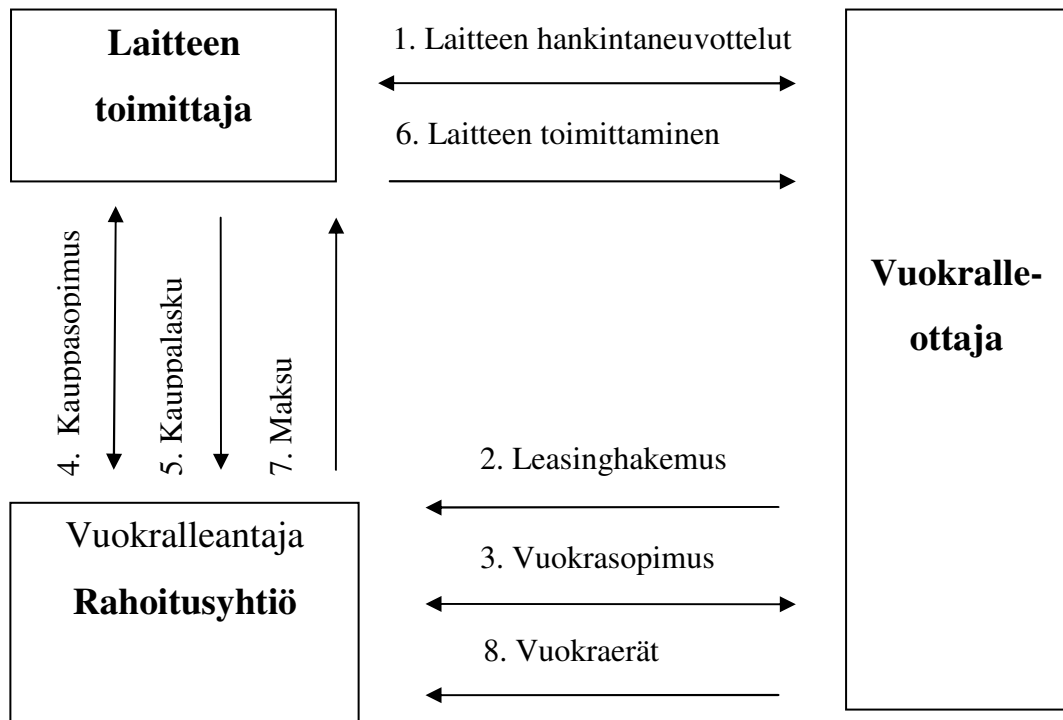 Laitteen
toimittaja
1. Laitteen hankintaneuvottelut
6. Laitteen toimittaminen
4. Kauppasopimus
5. Kauppalasku
7. Maksu
Vuokralle-
ottaja
2. Leasinghakemus
3. Vuokrasopimus
8. Vuokraerät
Vuokralleantaja
Rahoitusyhtiö